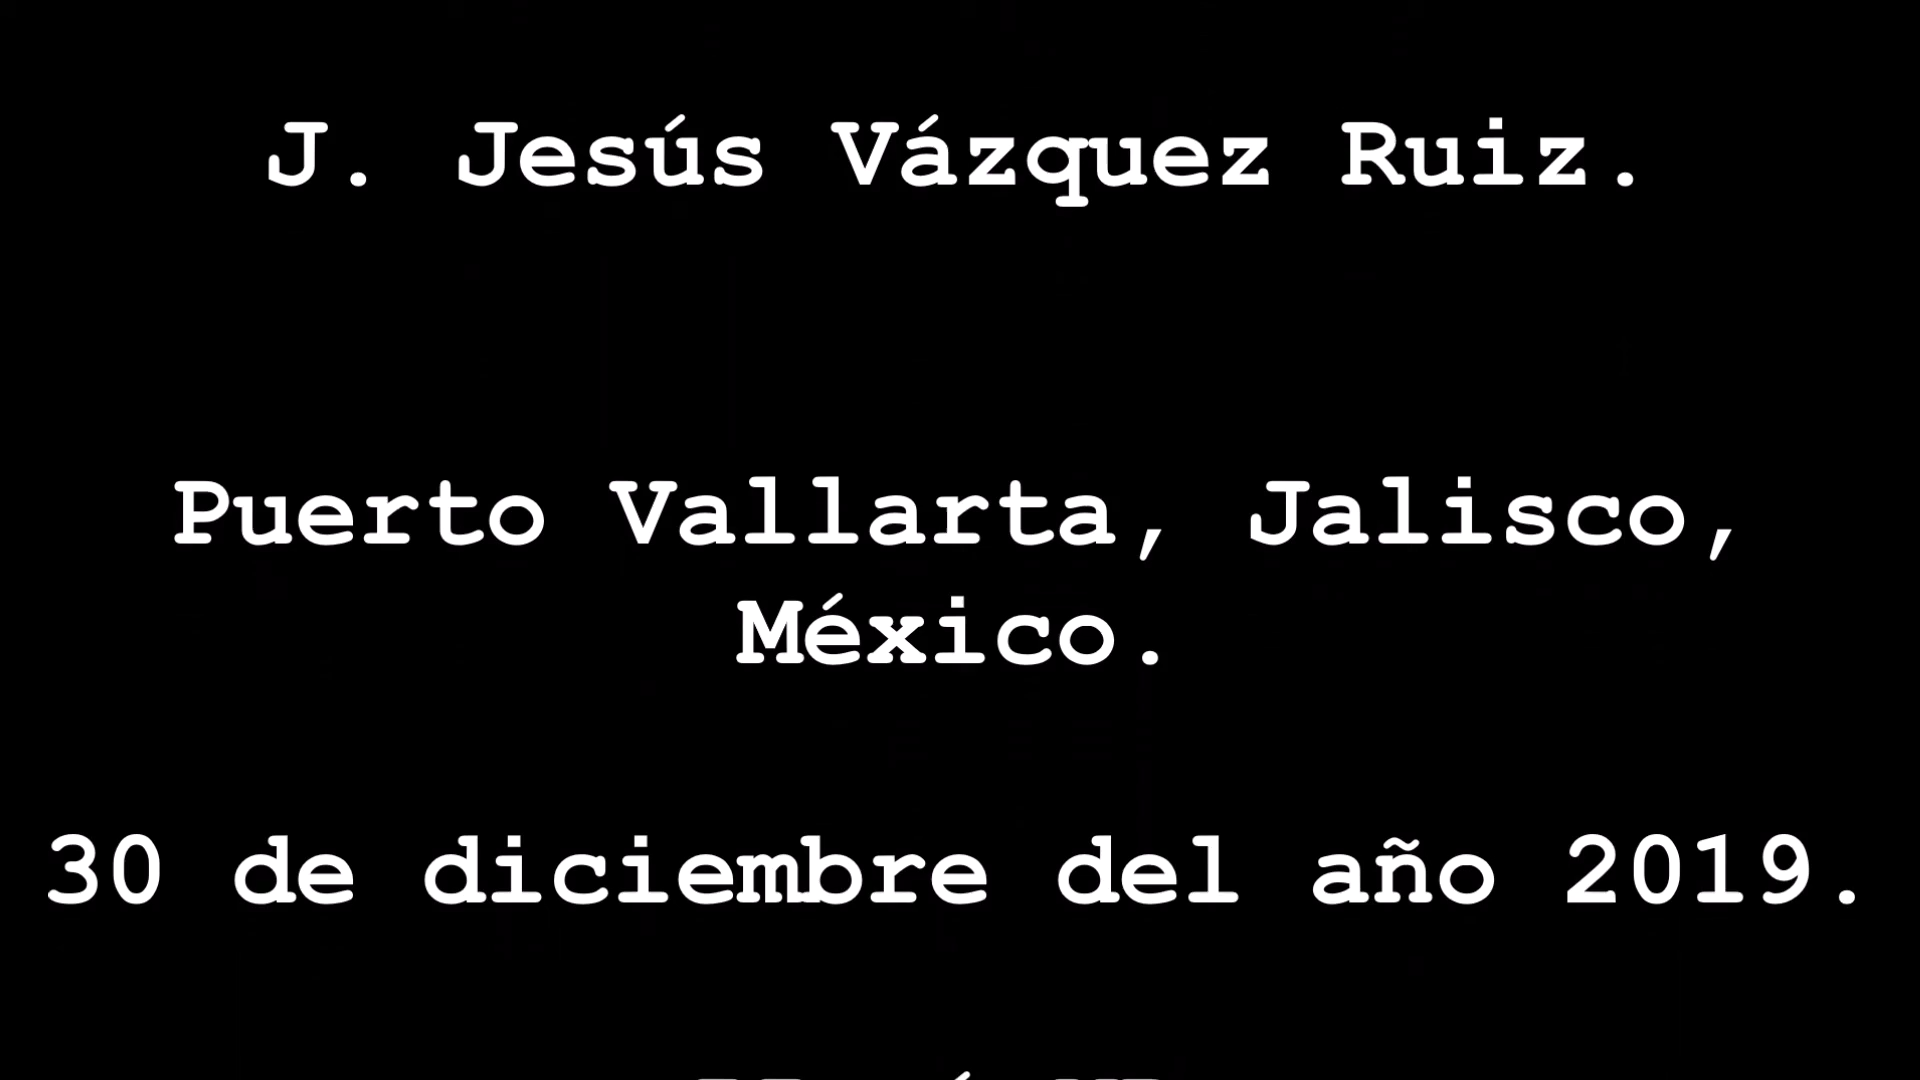 J. Jesús Vázquez Ruiz.
Puerto Vallarta, Jalisco,
México.
30 de diciembre del año 2019.